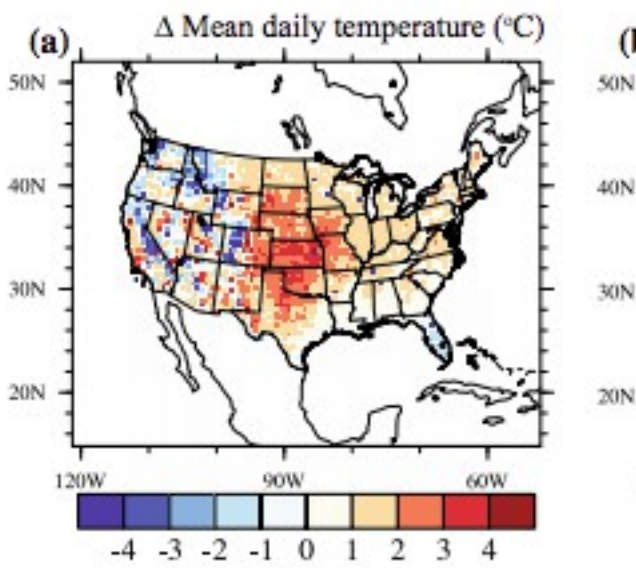 (a) Δ Mean daily temperature (°C) (b
50N 50N
40N 40N
30N 30N
20N 20N
120W 90W 60W
-4 -3 -2 -1 0 1 2 3 4